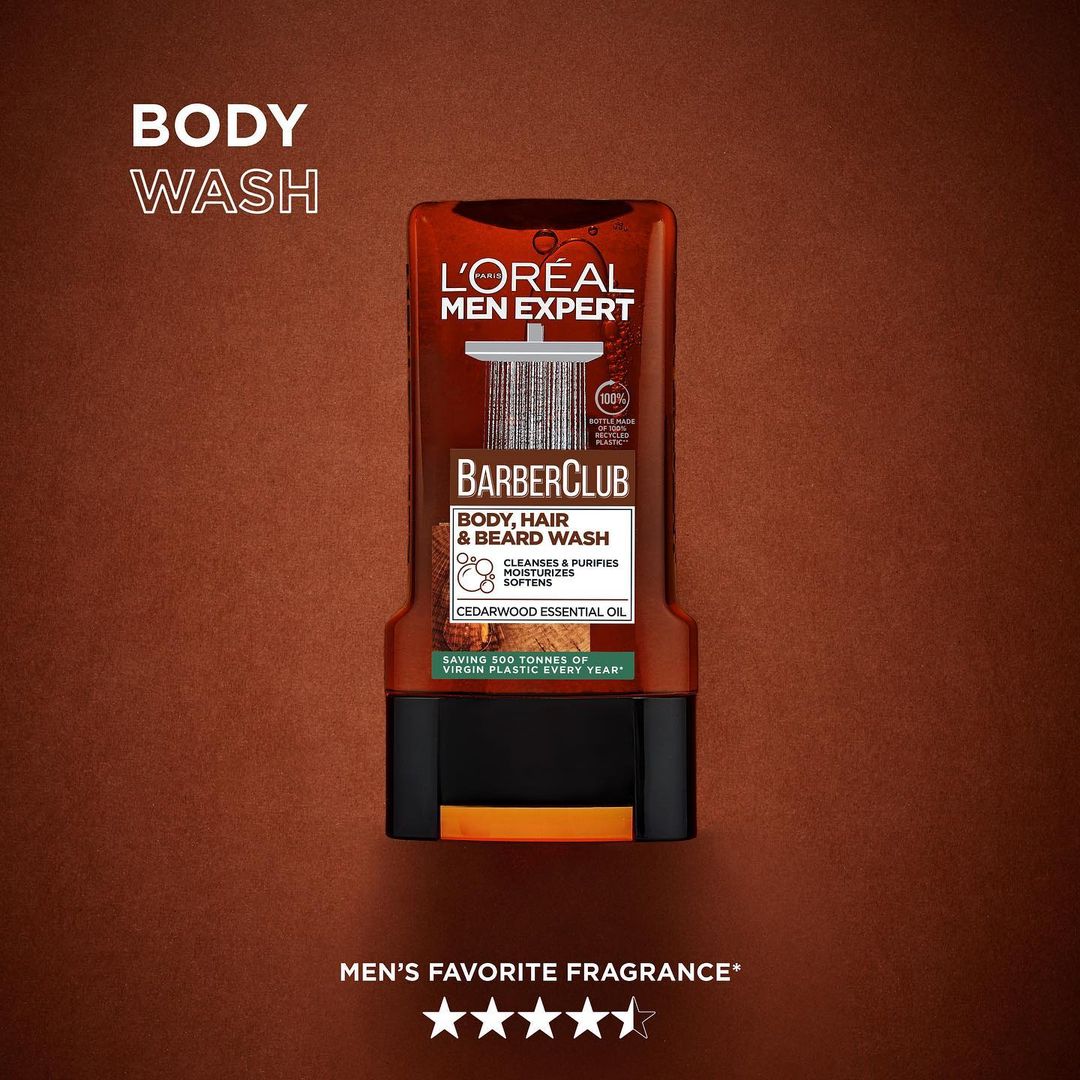 BODY
WASH
L'ORÉAL
PARIS
MEN EXPERT
100%
BOTTLE MADE
OF 100%
RECYCLED
PLASTIC**
BARBERCLUB
BODY, HAIR
& BEARD WASH
CLEANSES & PURIFIES
MOISTURIZES
SOFTENS
CEDARWOOD ESSENTIAL OIL
SAVING 500 TONNES OF
VIRGIN PLASTIC EVERY YEAR*
MEN'S FAVORITE FRAGRANCE*